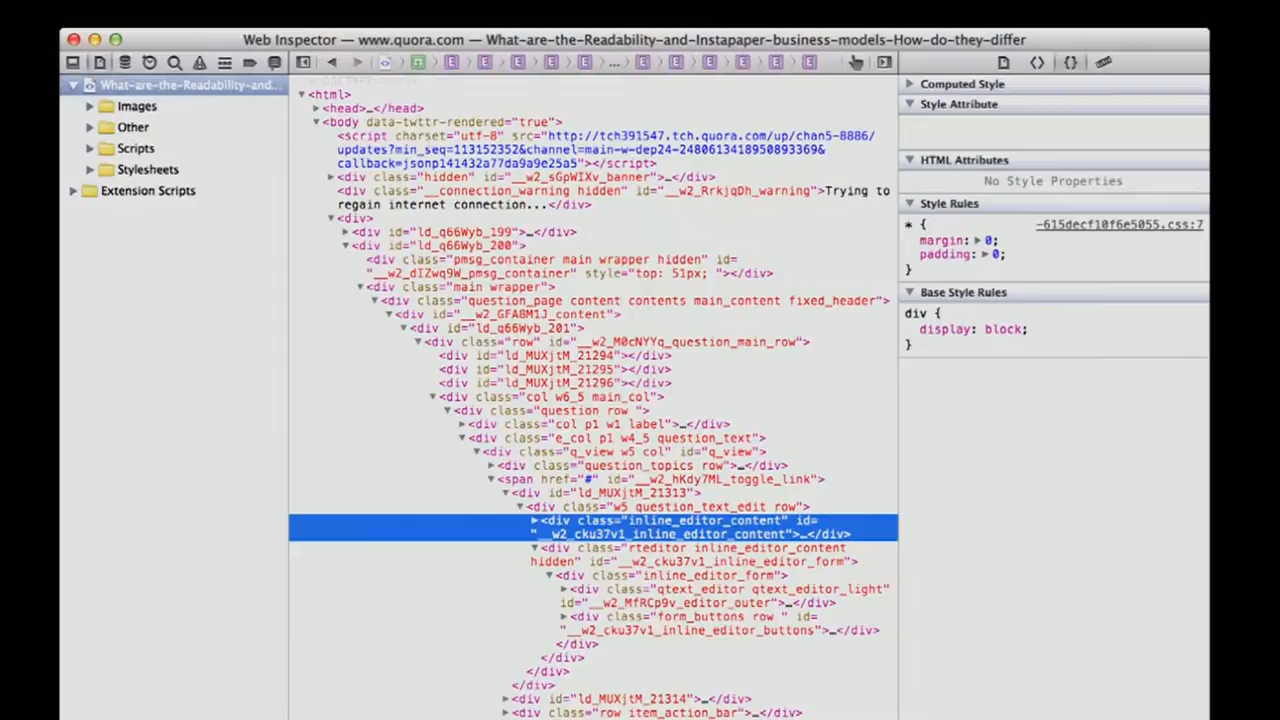 Web Inspector — www.quora.com — What-are-the-Readability-and-Instapaper-business-models-How-do-they-differ
What-are-the-Readability-and-...
Images
Other
Scripts
Stylesheets
Extension Scripts
<html>
<head>…</head>
<body data-twttr-rendered="true">
<script charset="utf-8" src="http://tch391547.tch.quora.com/up/chan5-8886/
updates?min_seq=113152352&channel=main-w-dep24-2480613418950893369&
callback=jsonp141432a77da9a9e25a5"></script>
<div class="hidden" id="__w2_sGpWIXv_banner">…</div>
<div class="__connection_warning hidden" id="__w2_RrkjqDh_warning">Trying to
regain internet connection...</div>
<div>
<div id="ld_q66Wyb_199">…</div>
<div id="ld_q66Wyb_200">
<div class="pmsg_container main wrapper hidden" id=
"__w2_dIZwq9W_pmsg_container" style="top: 51px; "></div>
<div class="main wrapper">
<div class="question_page content contents main_content fixed_header">
<div id="__w2_GFA8M1J_content">
<div id="ld_q66Wyb_201">
<div class="row" id="__w2_M0cNYYq_question_main_row">
<div id="ld_MUXjtM_21294"></div>
<div id="ld_MUXjtM_21295"></div>
<div id="ld_MUXjtM_21296"></div>
<div class="col w6_5 main_col">
<div class="question row ">
<div class="col p1 w1 label">…</div>
<div class="e_col p1 w4_5 question_text">
<div class="q_view w5 col" id="q_view">
<div class="question_topics row">…</div>
<span href="#" id="__w2_hKdy7ML_toggle_link">
<div id="ld_MUXjtM_21313">
<div class="w5 question_text_edit row">
<div class="inline_editor_content" id=
"__w2_cku37v1_inline_editor_content">…</div>
<div class="rteditor inline_editor_content
hidden" id="__w2_cku37v1_inline_editor_form">
<div class="inline_editor_form">
<div class="qtext_editor qtext_editor_light"
id="__w2_MfRCp9v_editor_outer">…</div>
<div class="form_buttons row " id=
"__w2_cku37v1_inline_editor_buttons">…</div>
</div>
</div>
</div>
</div>
<div id="ld_MUXjtM_21314">…</div>
<div class="row item_action_bar">…</div>
Computed Style
Style Attribute
HTML Attributes
No Style Properties
Style Rules
* { -615decf10f6e5055.css:7
margin: 0;
padding: 0;
}
Base Style Rules
div {
display: block;
}